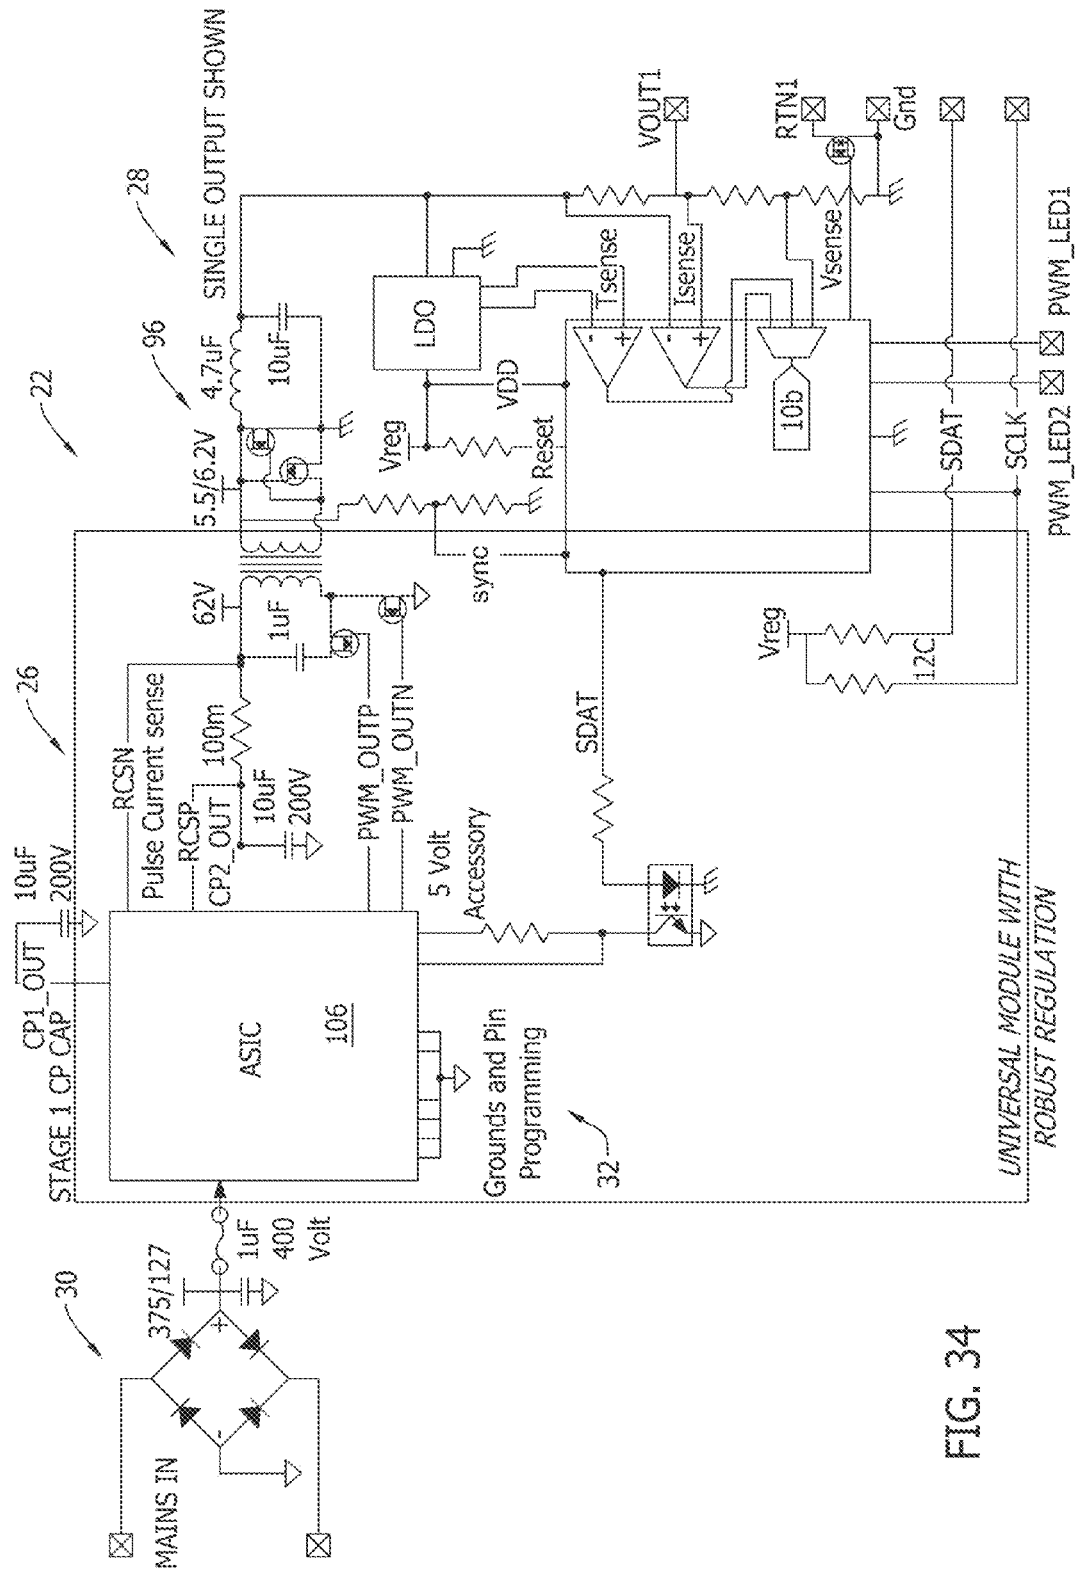 SINGLE OUTPUT SHOWN
28
96
22
26
30
32
MAINS IN
375/127
1uF
400
Volt
STAGE 1 CP CAP
CP1_OUT
10uF
200V
ASIC
106
RCSN
Pulse Current sense
RCSP
CP2_OUT
100m
10uF
200V
PWM_OUTP
PWM_OUTN
62V
1uF
5.5/6.2V
4.7uF
10uF
5 Volt
Accessory
Grounds and Pin
Programming
SDAT
sync
Vreg
Reset
VDD
LDO
Tsense
Isense
Vsense
10b
-
+
-
+
+
-
VOUT1
RTN1
Gnd
SDAT
SCLK
PWM_LED1
PWM_LED2
Vreg
12C
UNIVERSAL MODULE WITH
ROBUST REGULATION
FIG. 34